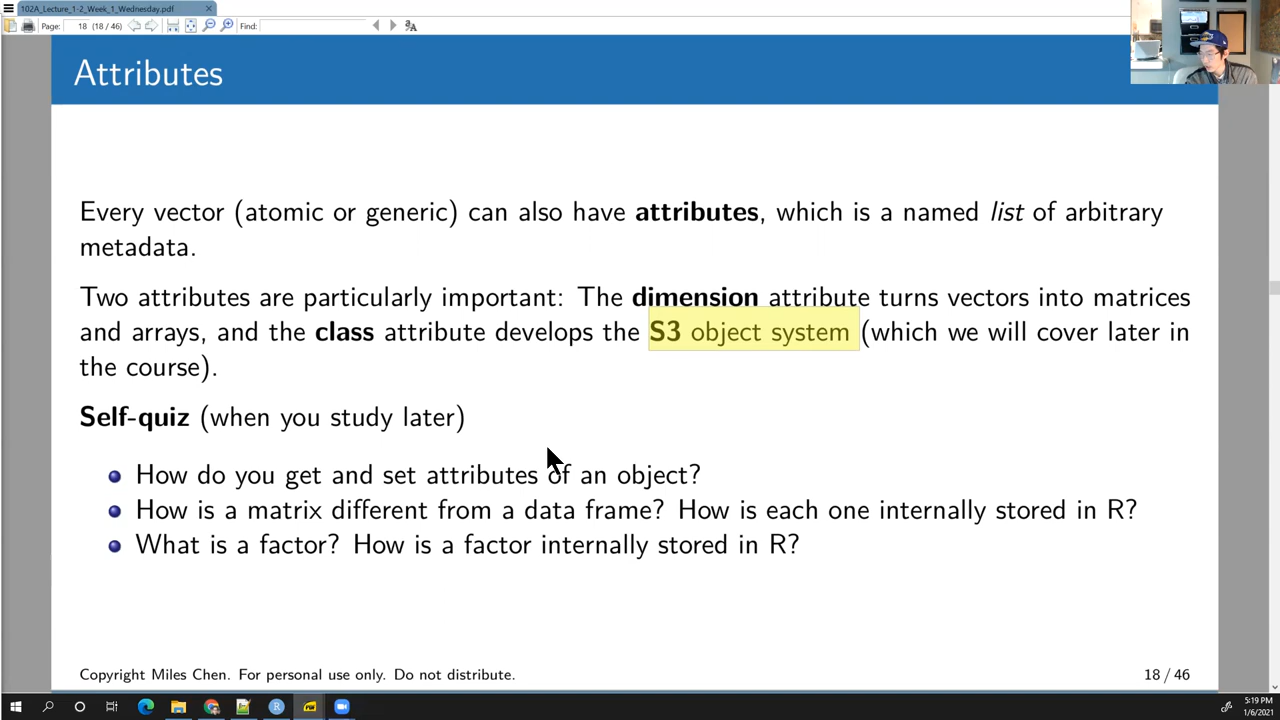 102A_Lecture_1-2_Week_1_Wednesday.pdf
Page: 18 (18 / 46) Find:
Attributes
Every vector (atomic or generic) can also have attributes, which is a named list of arbitrary
metadata.
Two attributes are particularly important: The dimension attribute turns vectors into matrices
and arrays, and the class attribute develops the S3 object system (which we will cover later in
the course).
Self-quiz (when you study later)
How do you get and set attributes of an object?
How is a matrix different from a data frame? How is each one internally stored in R?
What is a factor? How is a factor internally stored in R?
Copyright Miles Chen. For personal use only. Do not distribute. 18 / 46
5:19 PM
1/6/2021